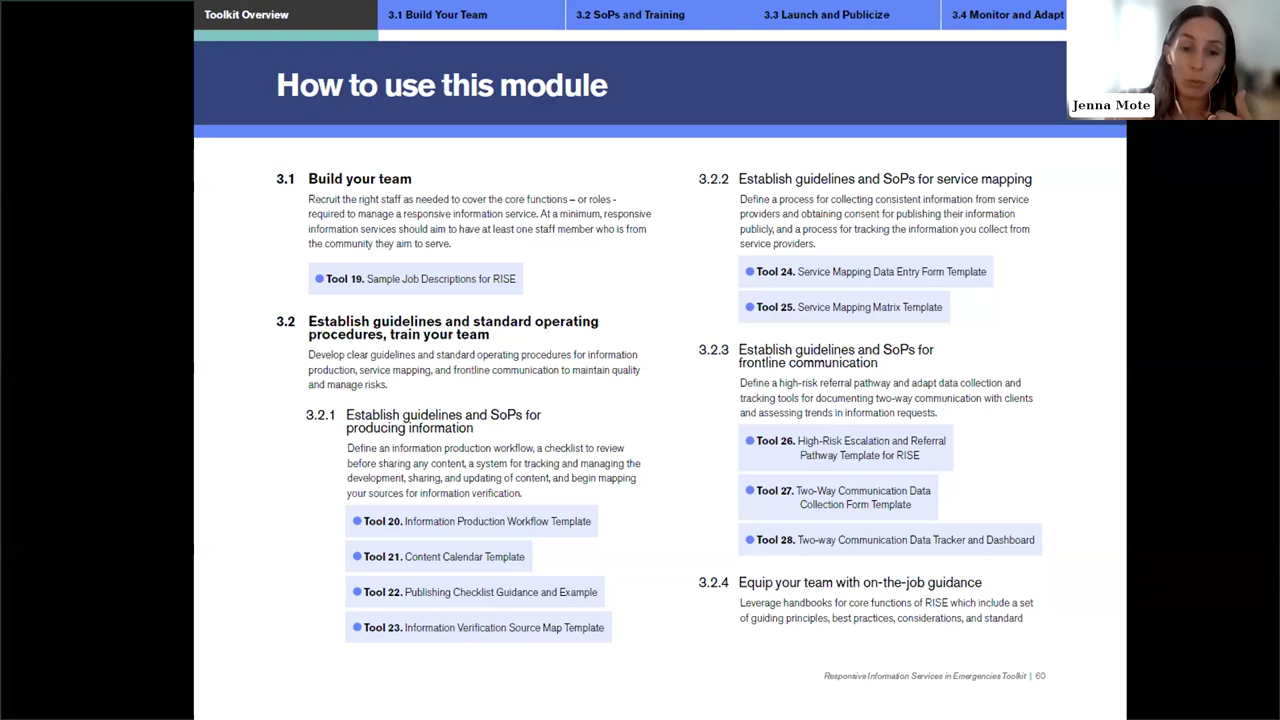 Toolkit Overview
3.1 Build Your Team
3.2 SoPs and Training
3.3 Launch and Publicize
3.4 Monitor and Adapt
Jenna Mote
How to use this module
3.1 Build your team
Recruit the right staff as needed to cover the core functions – or roles -
required to manage a responsive information service. At a minimum, responsive
information services should aim to have at least one staff member who is from
the community they aim to serve.
Tool 19. Sample Job Descriptions for RISE
3.2 Establish guidelines and standard operating
procedures, train your team
Develop clear guidelines and standard operating procedures for information
production, service mapping, and frontline communication to maintain quality
and manage risks.
3.2.1 Establish guidelines and SoPs for
producing information
Define an information production workflow, a checklist to review
before sharing any content, a system for tracking and managing the
development, sharing, and updating of content, and begin mapping
your sources for information verification.
Tool 20. Information Production Workflow Template
Tool 21. Content Calendar Template
Tool 22. Publishing Checklist Guidance and Example
Tool 23. Information Verification Source Map Template
3.2.2 Establish guidelines and SoPs for service mapping
Define a process for collecting consistent information from service
providers and obtaining consent for publishing their information
publicly, and a process for tracking the information you collect from
service providers.
Tool 24. Service Mapping Data Entry Form Template
Tool 25. Service Mapping Matrix Template
3.2.3 Establish guidelines and SoPs for
frontline communication
Define a high-risk referral pathway and adapt data collection and
tracking tools for documenting two-way communication with clients
and assessing trends in information requests.
Tool 26. High-Risk Escalation and Referral
Pathway Template for RISE
Tool 27. Two-Way Communication Data
Collection Form Template
Tool 28. Two-way Communication Data Tracker and Dashboard
3.2.4 Equip your team with on-the-job guidance
Leverage handbooks for core functions of RISE which include a set
of guiding principles, best practices, considerations, and standard
Responsive Information Services in Emergencies Toolkit | 60